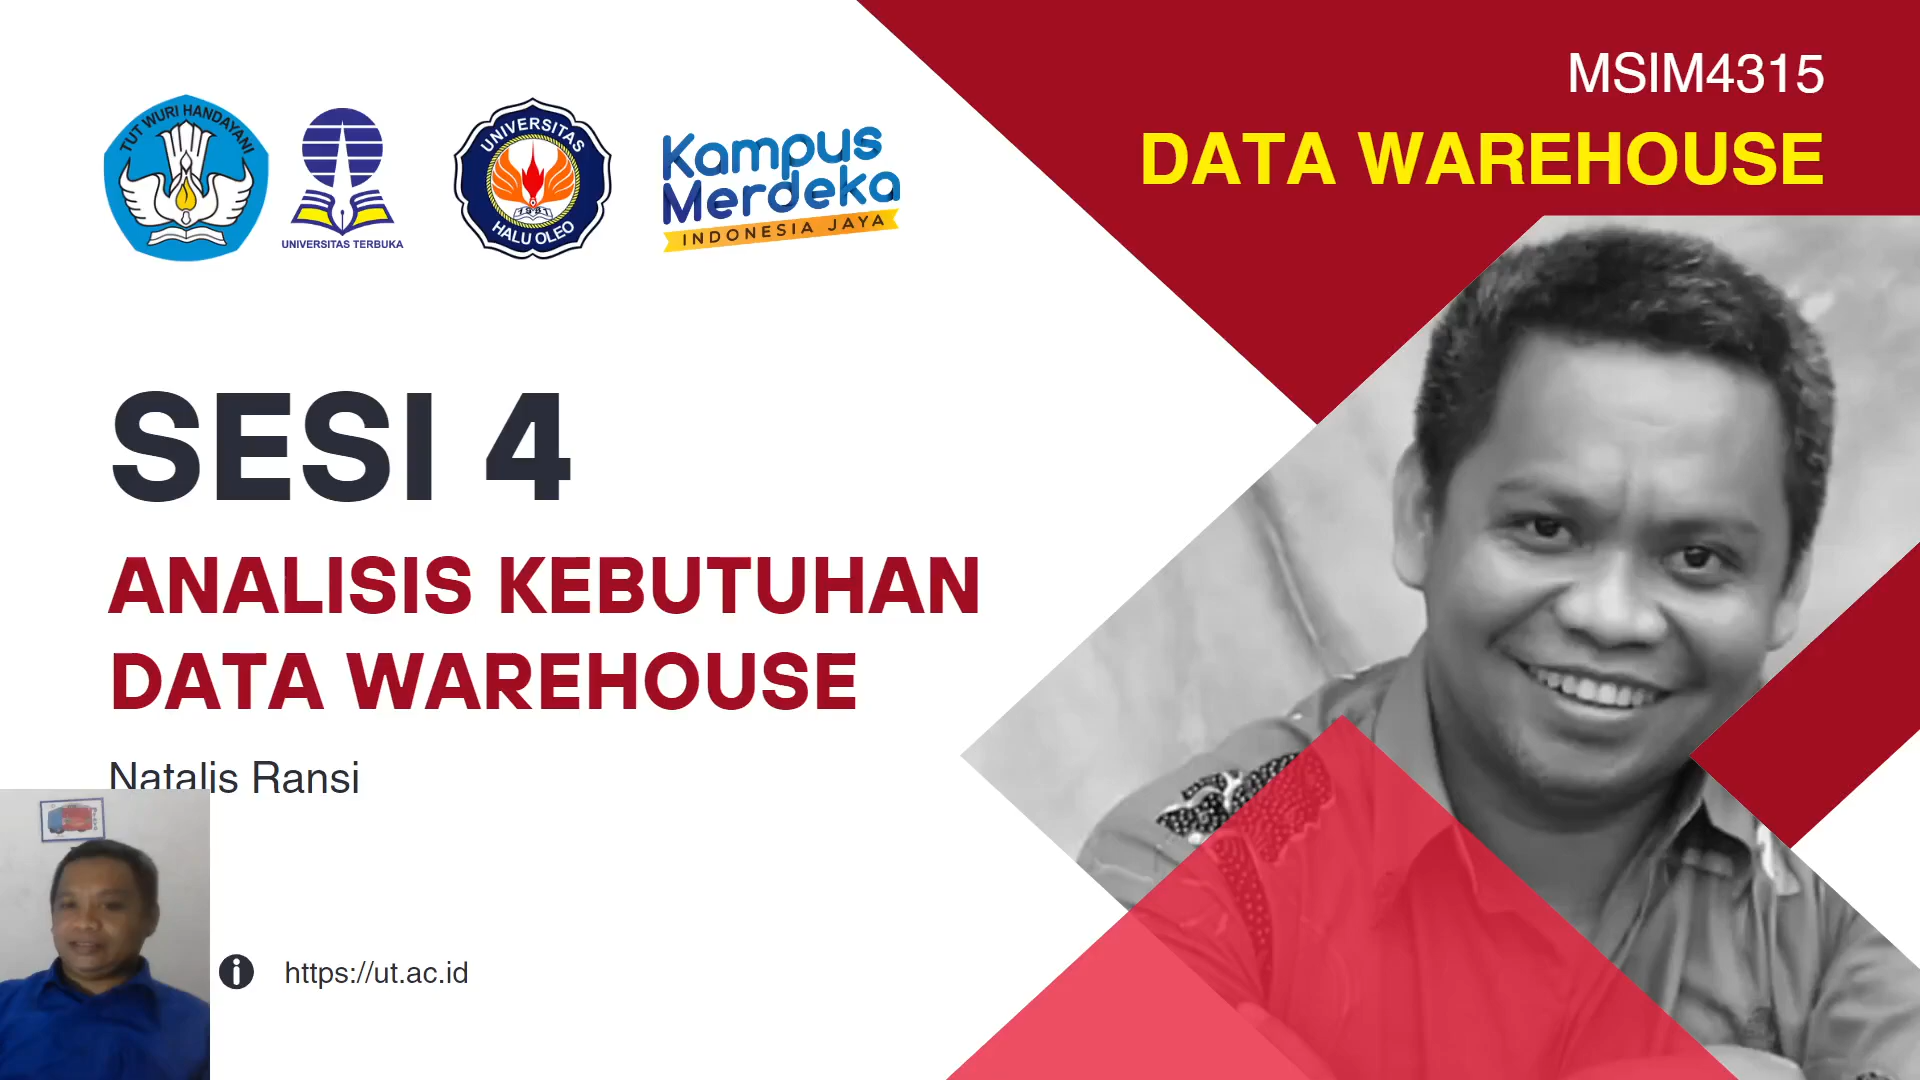 MSIM4315
DATA WAREHOUSE
TUT WURI HANDAYANI
UNIVERSITAS TERBUKA
UNIVERSITAS
1981
HALU OLEO
Kampus
Merdeka
INDONESIA JAYA
SESI 4
ANALISIS KEBUTUHAN
DATA WAREHOUSE
Natalis Ransi
https://ut.ac.id